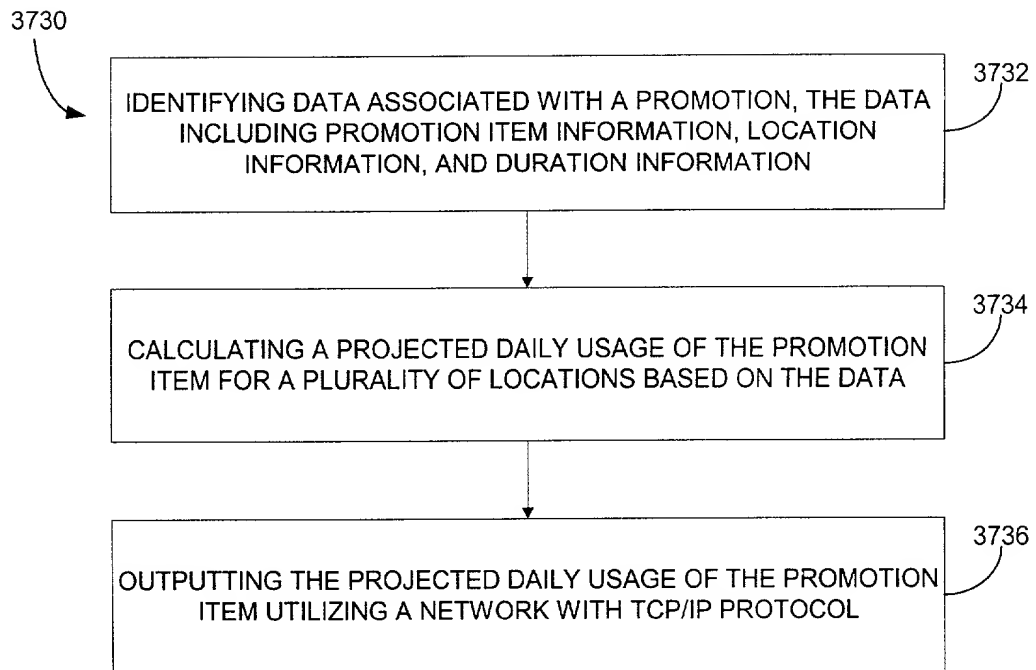 3730
3732
IDENTIFYING DATA ASSOCIATED WITH A PROMOTION, THE DATA
INCLUDING PROMOTION ITEM INFORMATION, LOCATION
INFORMATION, AND DURATION INFORMATION
3734
CALCULATING A PROJECTED DAILY USAGE OF THE PROMOTION
ITEM FOR A PLURALITY OF LOCATIONS BASED ON THE DATA
3736
OUTPUTTING THE PROJECTED DAILY USAGE OF THE PROMOTION
ITEM UTILIZING A NETWORK WITH TCP/IP PROTOCOL